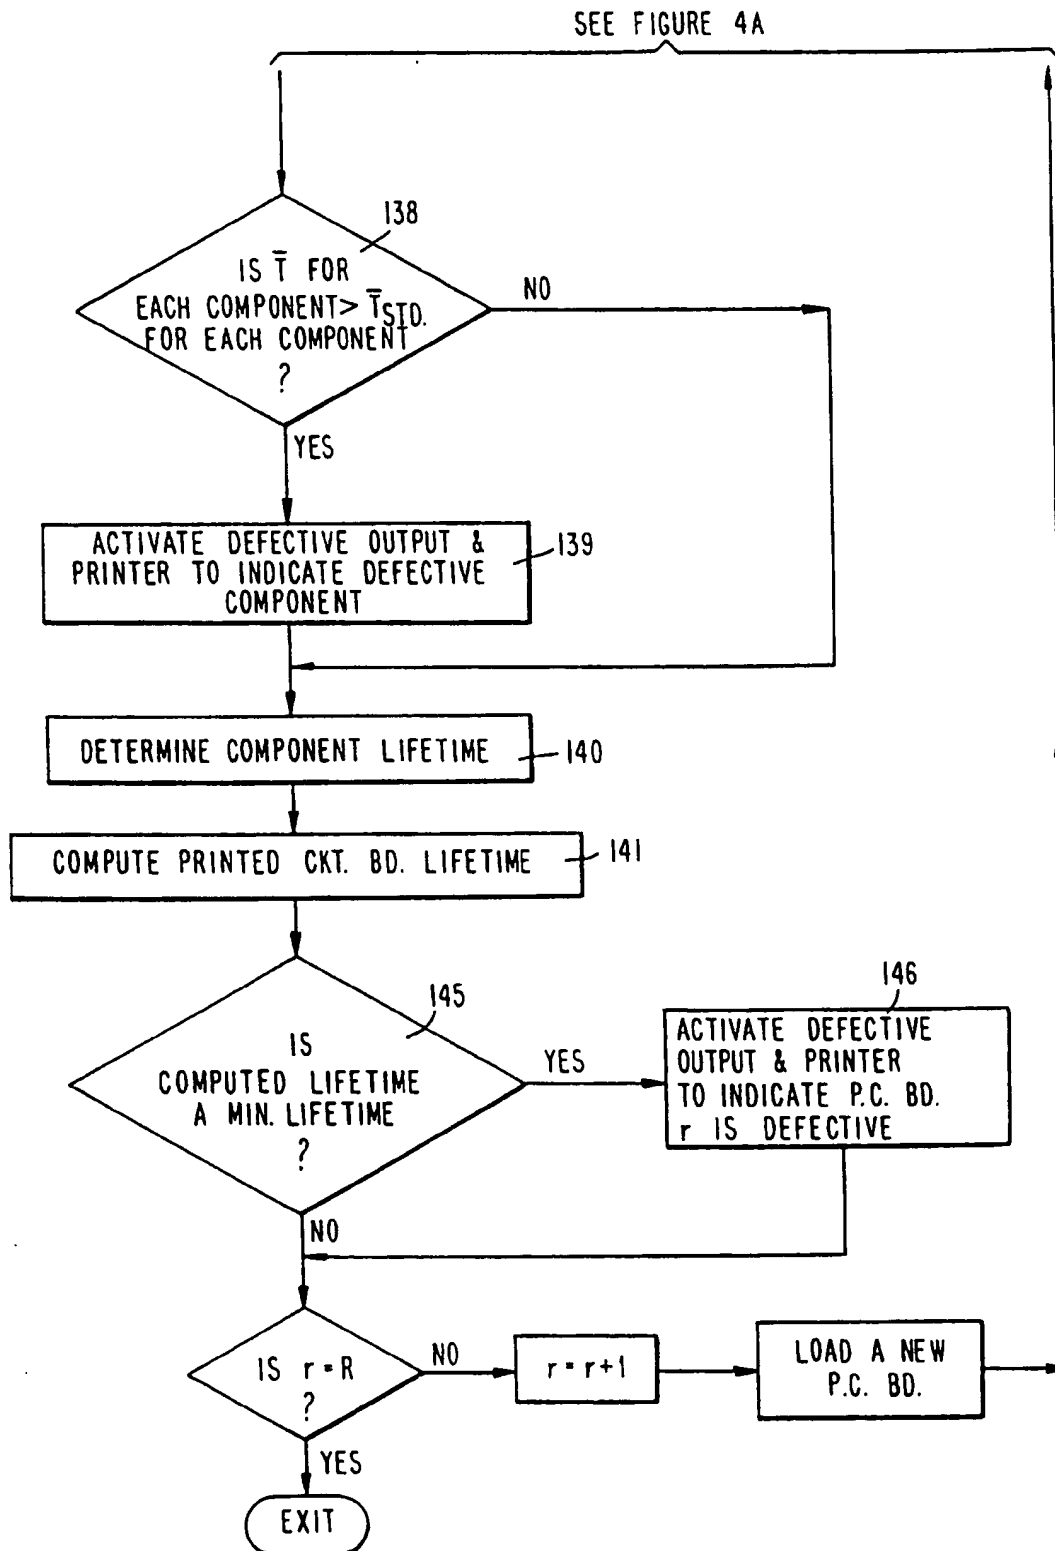 SEE FIGURE 4A
138
IS T̄ FOR
EACH COMPONENT> T̄STD.
FOR EACH COMPONENT
?
NO
YES
ACTIVATE DEFECTIVE OUTPUT &
PRINTER TO INDICATE DEFECTIVE
COMPONENT
139
DETERMINE COMPONENT LIFETIME
140
COMPUTE PRINTED CKT. BD. LIFETIME
141
145
IS
COMPUTED LIFETIME
A MIN. LIFETIME
?
YES
146
ACTIVATE DEFECTIVE
OUTPUT & PRINTER
TO INDICATE P.C. BD.
r IS DEFECTIVE
NO
IS r = R
?
NO
r = r+1
LOAD A NEW
P.C. BD.
YES
EXIT